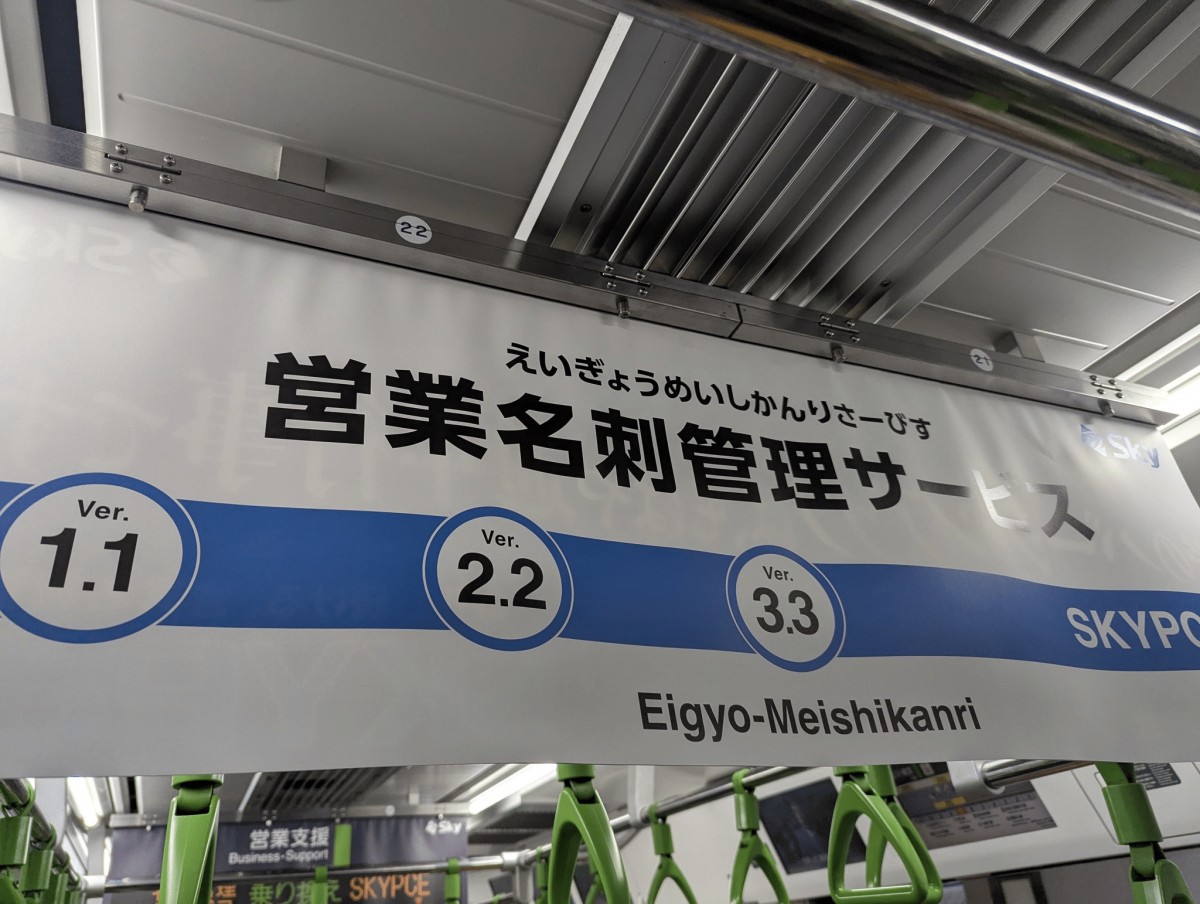 22
21
えいぎょうめいしかんりさーびす
営業名刺管理サービス
Sky
Ver.
1.1
Ver.
2.2
Ver.
3.3
SKYPC
Eigyo-Meishikanri
営業支援
Business-Support
Sky
乗り換え SKYPCE